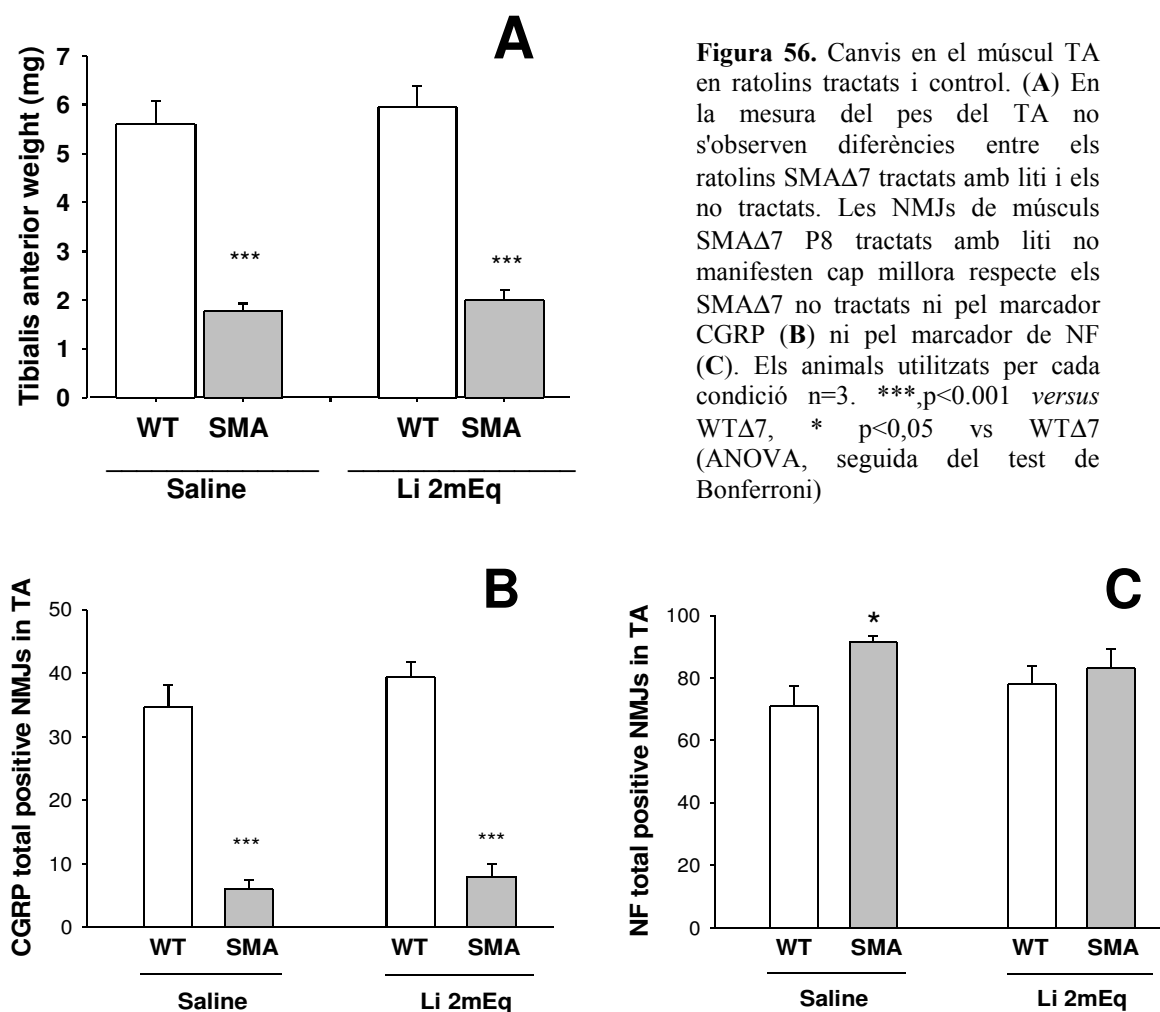 A
Tibialis anterior weight (mg)
7
6
5
4
3
2
1
0
***
***
WT SMA WT SMA
Saline Li 2mEq
Figura 56. Canvis en el múscul TA
en ratolins tractats i control. (A) En
la mesura del pes del TA no
s'observen diferències entre els
ratolins SMAΔ7 tractats amb liti i els
no tractats. Les NMJs de músculs
SMAΔ7 P8 tractats amb liti no
manifesten cap millora respecte els
SMAΔ7 no tractats ni pel marcador
CGRP (B) ni pel marcador de NF
(C). Els animals utilitzats per cada
condició n=3. ***,p<0.001 versus
WTΔ7, * p<0,05 vs WTΔ7
(ANOVA, seguida del test de
Bonferroni)
B
CGRP total positive NMJs in TA
50
40
30
20
10
0
***
***
WT SMA WT SMA
Saline Li 2mEq
C
NF total positive NMJs in TA
100
80
60
40
20
0
*
WT SMA WT SMA
Saline Li 2mEq